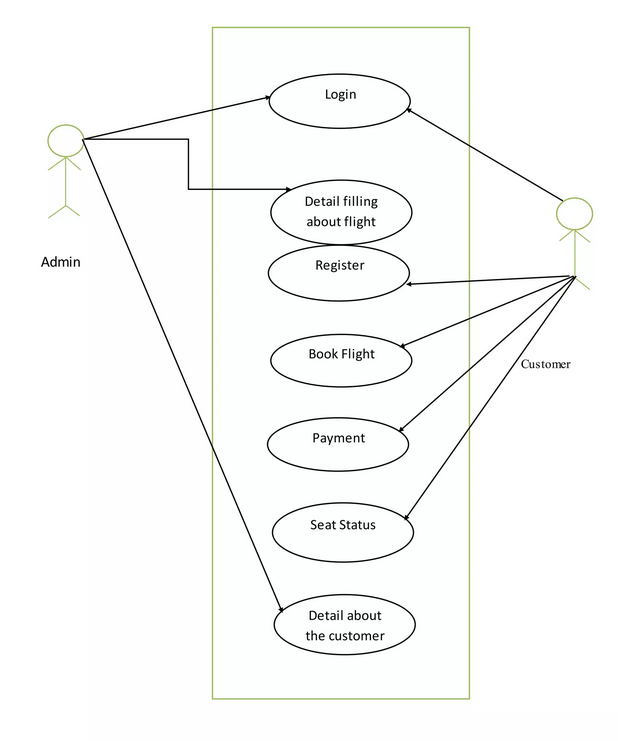 Login
Detail filling
about flight
Register
Admin
Book Flight
Customer
Payment
Seat Status
Detail about
the customer